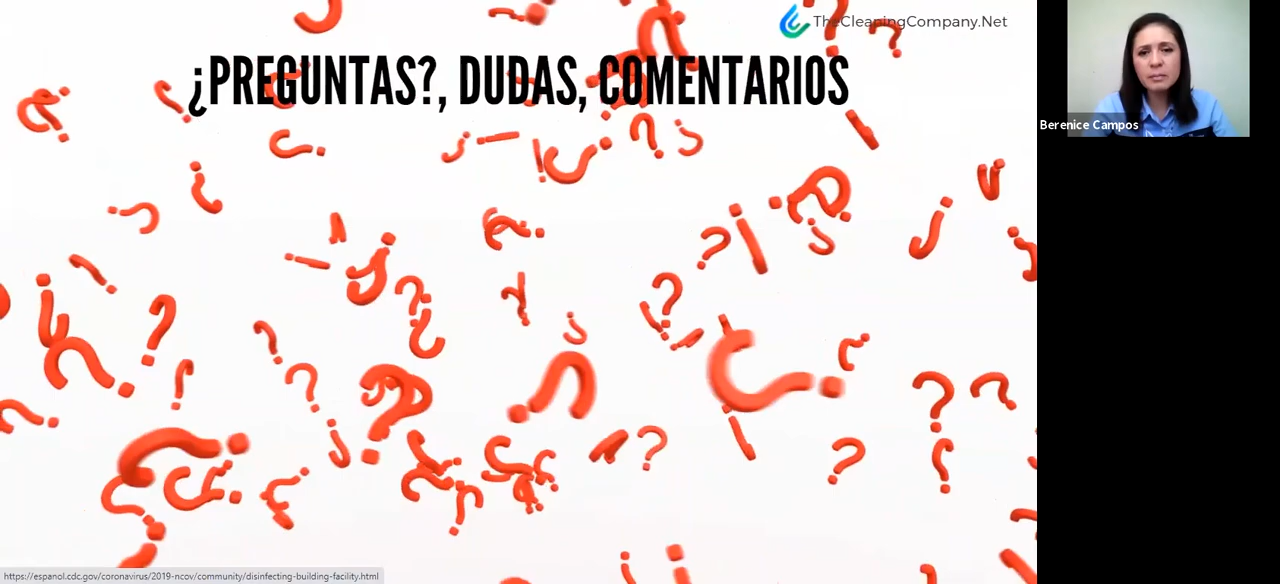 TheCleaningCompany.Net
¿PREGUNTAS?, DUDAS, COMENTARIOS
Berenice Campos
https://espanol.cdc.gov/coronavirus/2019-ncov/community/disinfecting-building-facility.html